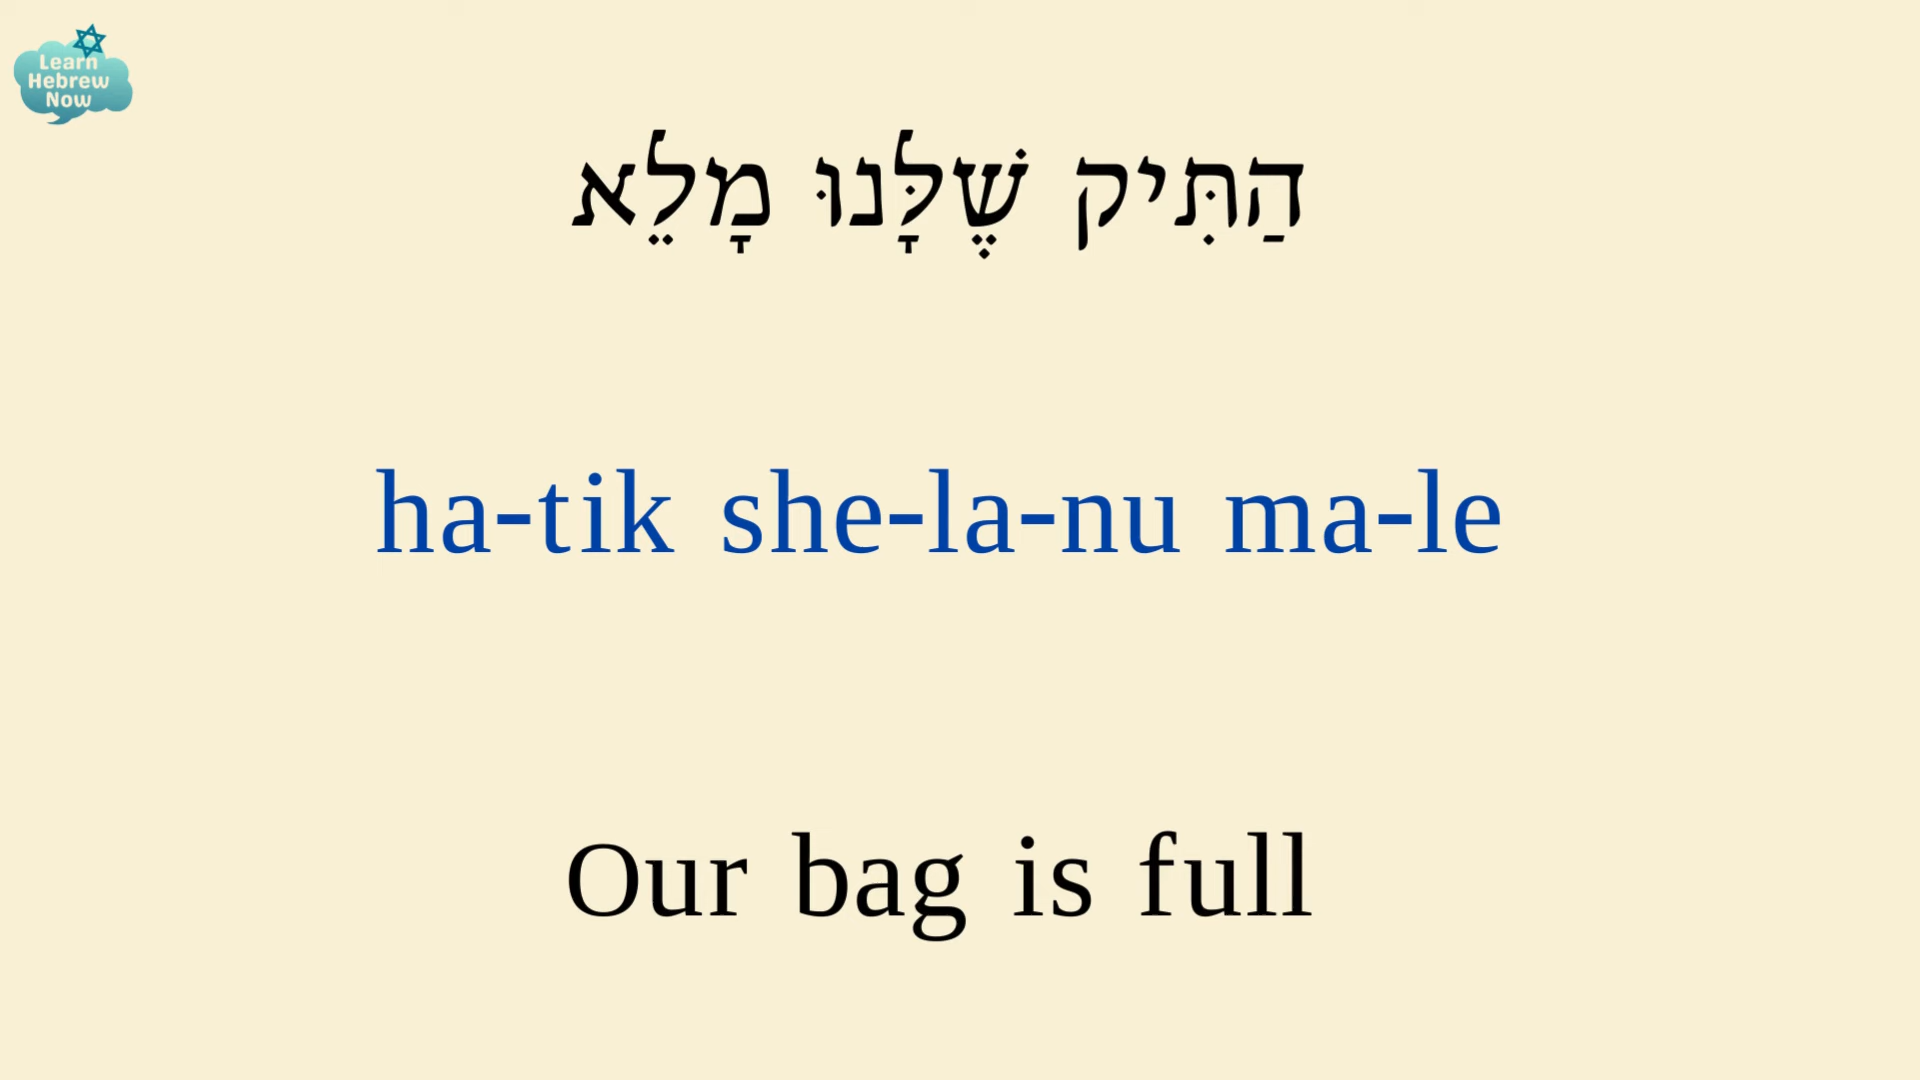 Learn
Hebrew
Now
הַתִּיק שֶׁלָּנוּ מָלֵא
ha-tik she-la-nu ma-le
Our bag is full